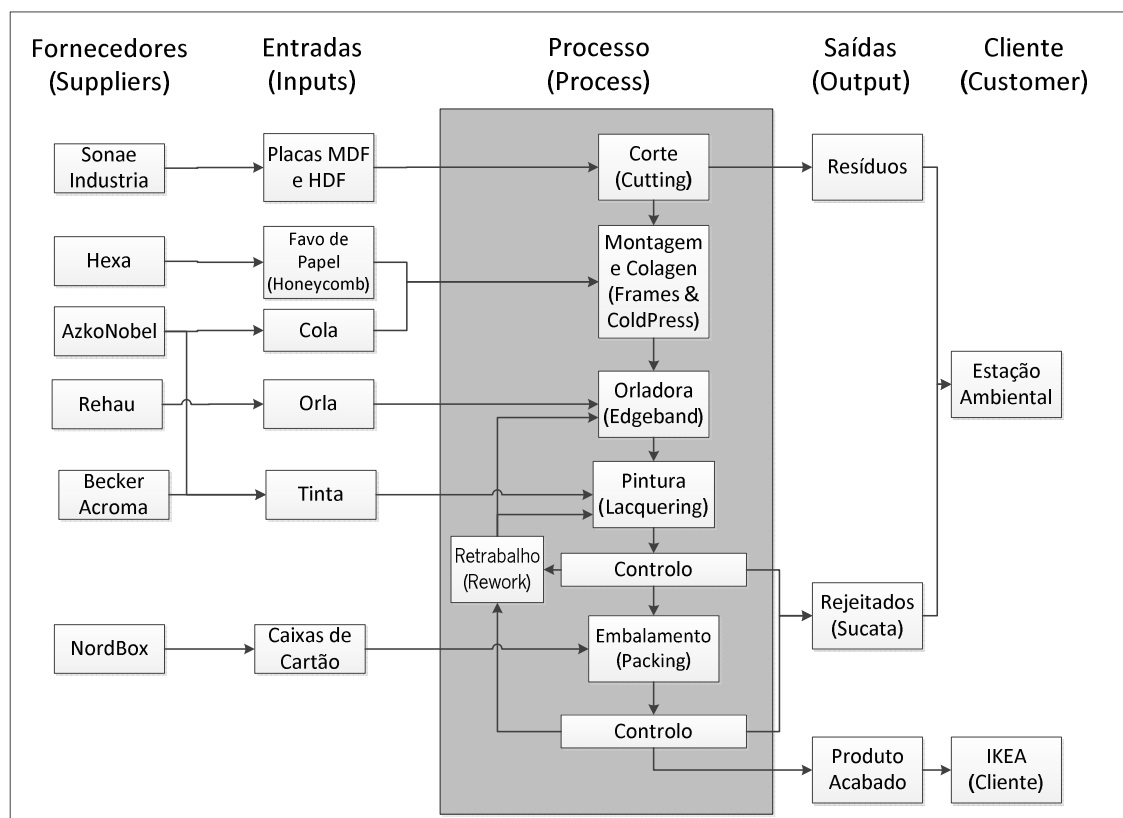 Fornecedores
(Suppliers)
Entradas
(Inputs)
Processo
(Process)
Saídas
(Output)
Cliente
(Customer)
Sonae
Industria
Placas MDF
e HDF
Corte
(Cutting)
Resíduos
Hexa
Favo de
Papel
(Honeycomb)
Montagem
e Colagen
(Frames &
ColdPress)
AzkoNobel
Cola
Rehau
Orla
Orladora
(Edgeband)
Estação
Ambiental
Becker
Acroma
Tinta
Pintura
(Lacquering)
Retrabalho
(Rework)
Controlo
Rejeitados
(Sucata)
NordBox
Caixas de
Cartão
Embalamento
(Packing)
Controlo
Produto
Acabado
IKEA
(Cliente)